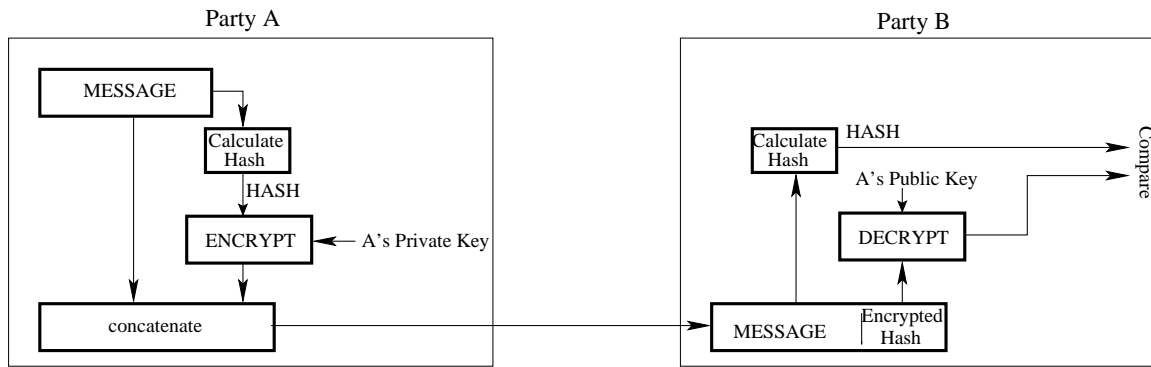 Party A
MESSAGE
Calculate
Hash
HASH
ENCRYPT
A's Private Key
concatenate
Party B
Calculate
Hash
HASH
A's Public Key
DECRYPT
MESSAGE
Encrypted
Hash
Compare